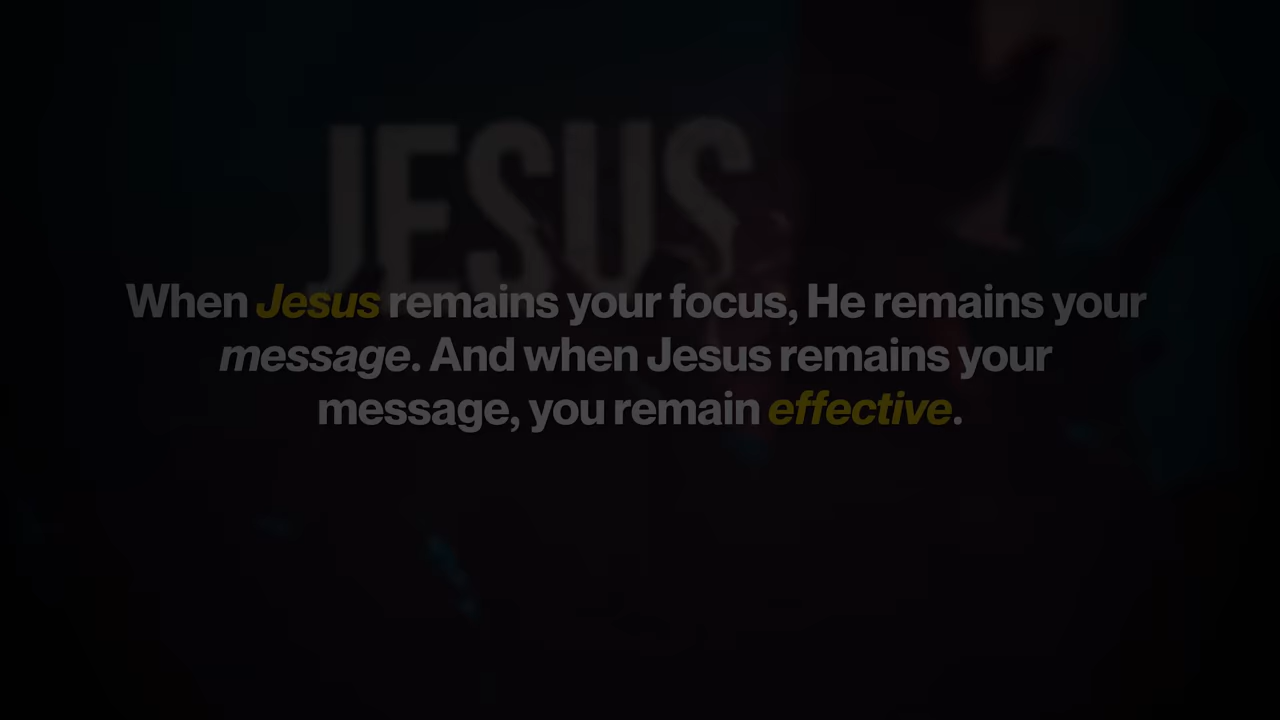 JESUS
When Jesus remains your focus, He remains your
message. And when Jesus remains your
message, you remain effective.